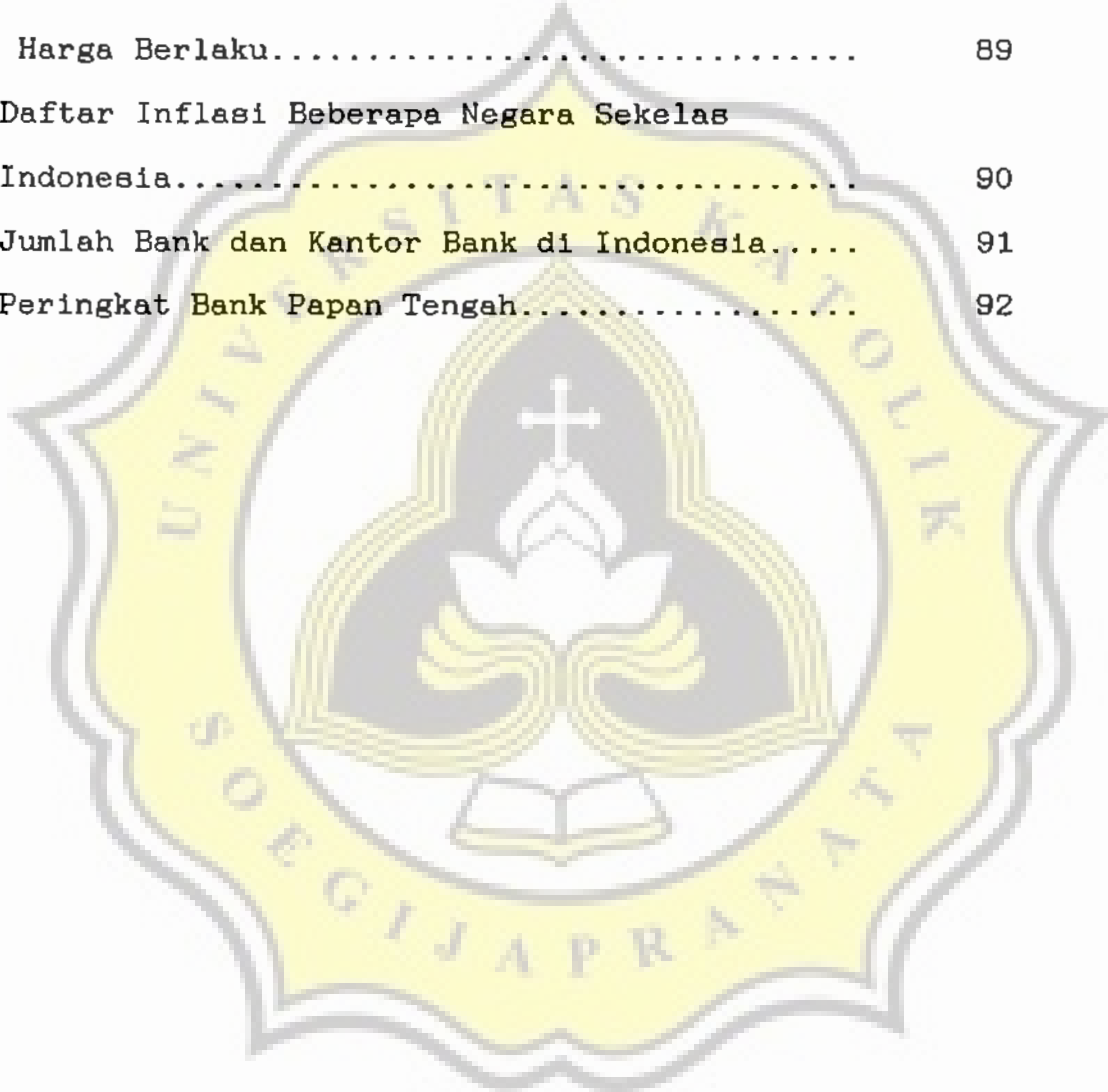 Harga Berlaku............................... 89
Daftar Inflasi Beberapa Negara Sekelas
Indonesia.................................... 90
Jumlah Bank dan Kantor Bank di Indonesia..... 91
Peringkat Bank Papan Tengah.................. 92
UNIVERSITAS KATOLIK
SOEGIJAPRANATA